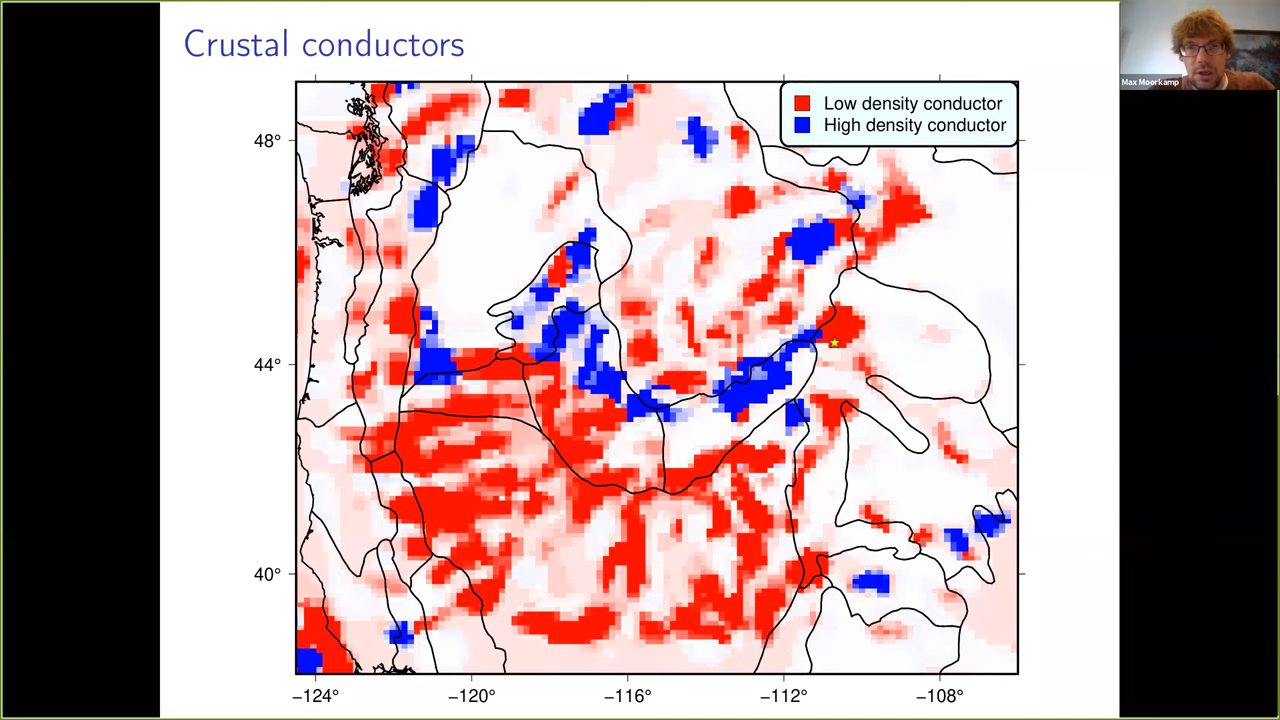 Crustal conductors
Max Moorkamp
Low density conductor
High density conductor
48°
44°
40°
−124°
−120°
−116°
−112°
−108°